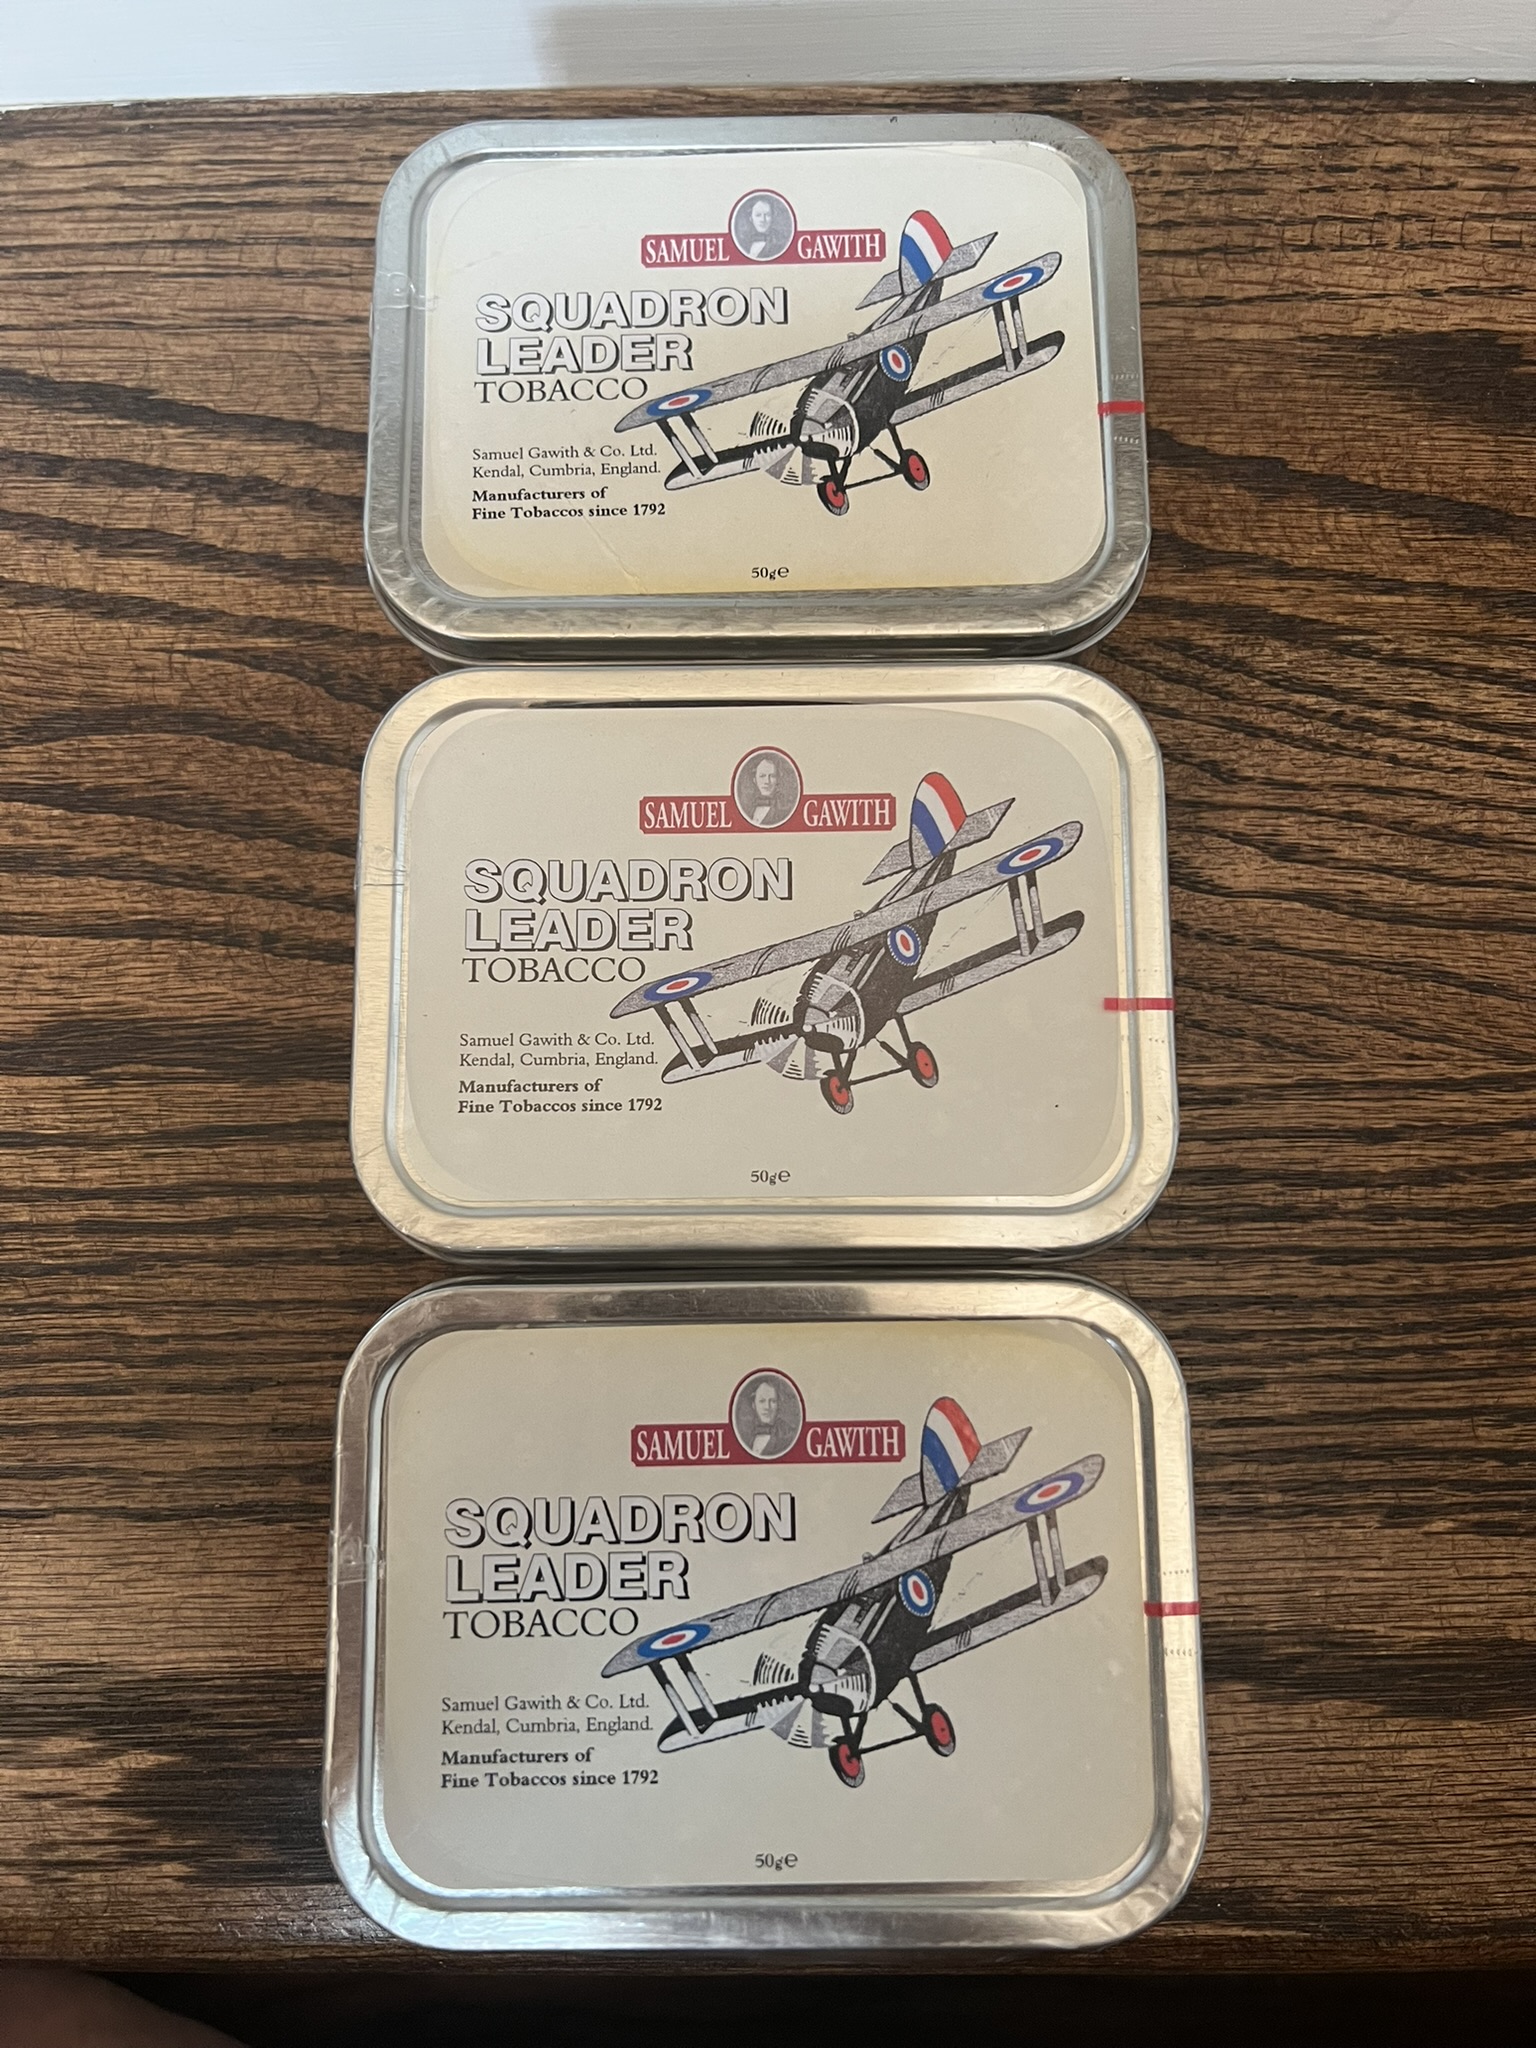 SAMUEL GAWITH
SQUADRON
LEADER
TOBACCO
Samuel Gawith & Co. Ltd.
Kendal, Cumbria, England.
Manufacturers of
Fine Tobaccos since 1792
50g℮
SAMUEL GAWITH
SQUADRON
LEADER
TOBACCO
Samuel Gawith & Co. Ltd.
Kendal, Cumbria, England.
Manufacturers of
Fine Tobaccos since 1792
50g℮
SAMUEL GAWITH
SQUADRON
LEADER
TOBACCO
Samuel Gawith & Co. Ltd.
Kendal, Cumbria, England.
Manufacturers of
Fine Tobaccos since 1792
50g℮